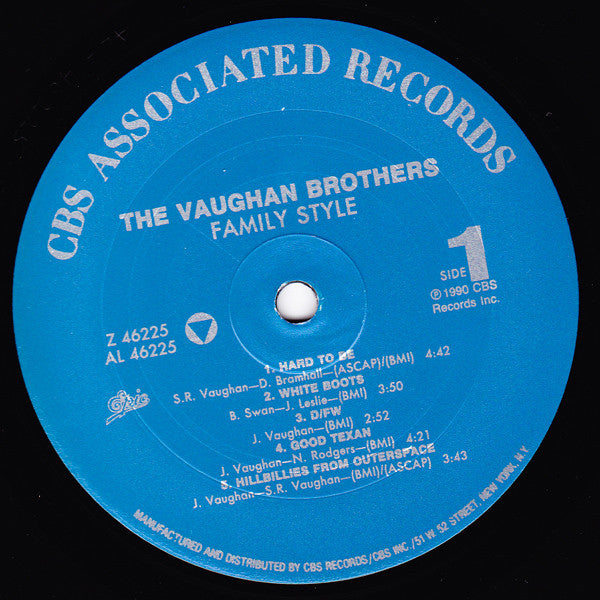 CBS ASSOCIATED RECORDS
THE VAUGHAN BROTHERS
FAMILY STYLE
SIDE 1
℗ 1990 CBS
Records Inc.
Z 46225
AL 46225
Epic
1. HARD TO BE
S.R. Vaughan—D. Bramhall—(ASCAP)/(BMI) 4:42
2. WHITE BOOTS
B. Swan—J. Leslie—(BMI) 3:50
3. D/FW
J. Vaughan—(BMI) 2:52
4. GOOD TEXAN
J. Vaughan—N. Rodgers—(BMI) 4:21
5. HILLBILLIES FROM OUTERSPACE
J. Vaughan—S.R. Vaughan—(BMI)/(ASCAP) 3:43
MANUFACTURED AND DISTRIBUTED BY CBS RECORDS/CBS INC./51 W. 52 STREET, NEW YORK, N.Y.